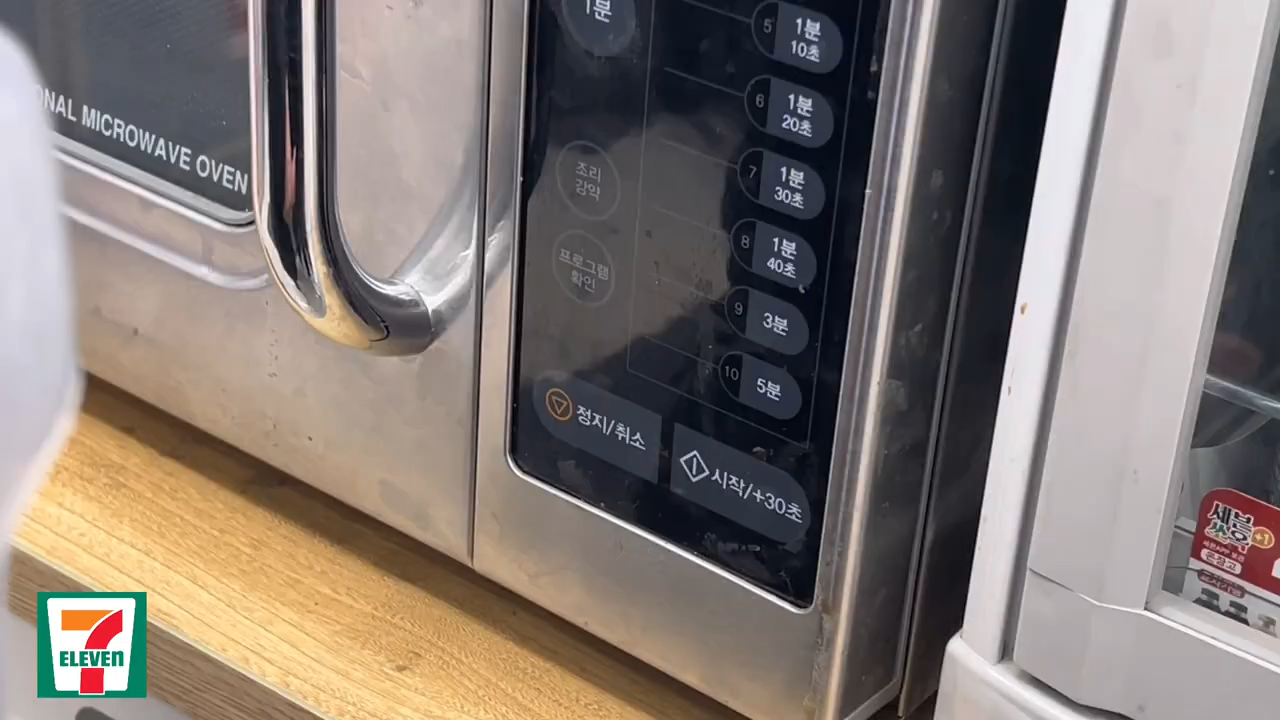 1분
5 1분
10초
6 1분
20초
ONAL MICROWAVE OVEN
조리
강약
7 1분
30초
프로그램
확인
8 1분
40초
9 3분
10 5분
정지/취소
시작/+30초
세븐
+1
7
ELEVEN